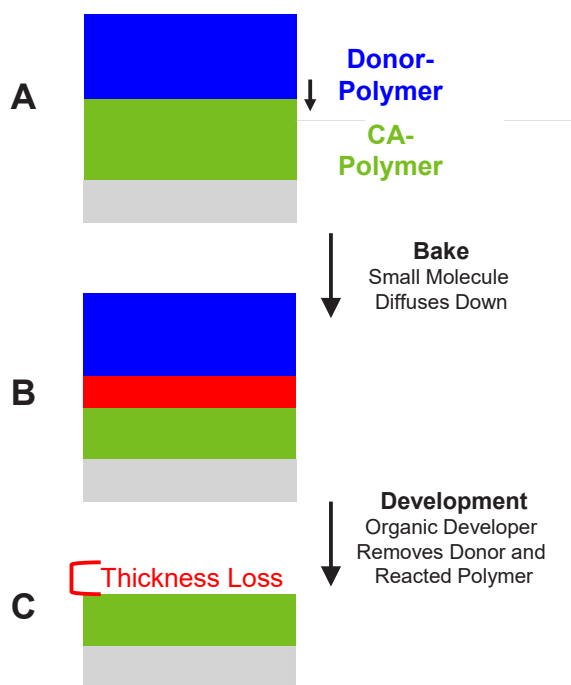 A
Donor-
Polymer
CA-
Polymer
Bake
Small Molecule
Diffuses Down
B
Development
Organic Developer
Removes Donor and
Reacted Polymer
Thickness Loss
C